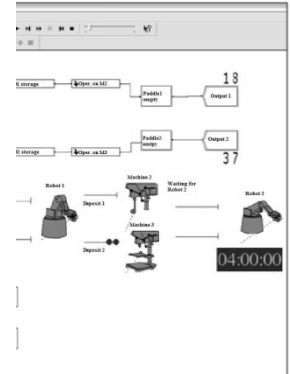 18
storage
Oper. on M2
Paddle1
empty
Output 1
storage
Oper. on M3
Paddle2
empty
Output 2
37
Robot 1
Machine 2
Waiting for
Robot 2
Robot 2
Deposit 1
Machine 3
Deposit 2
04:00:00